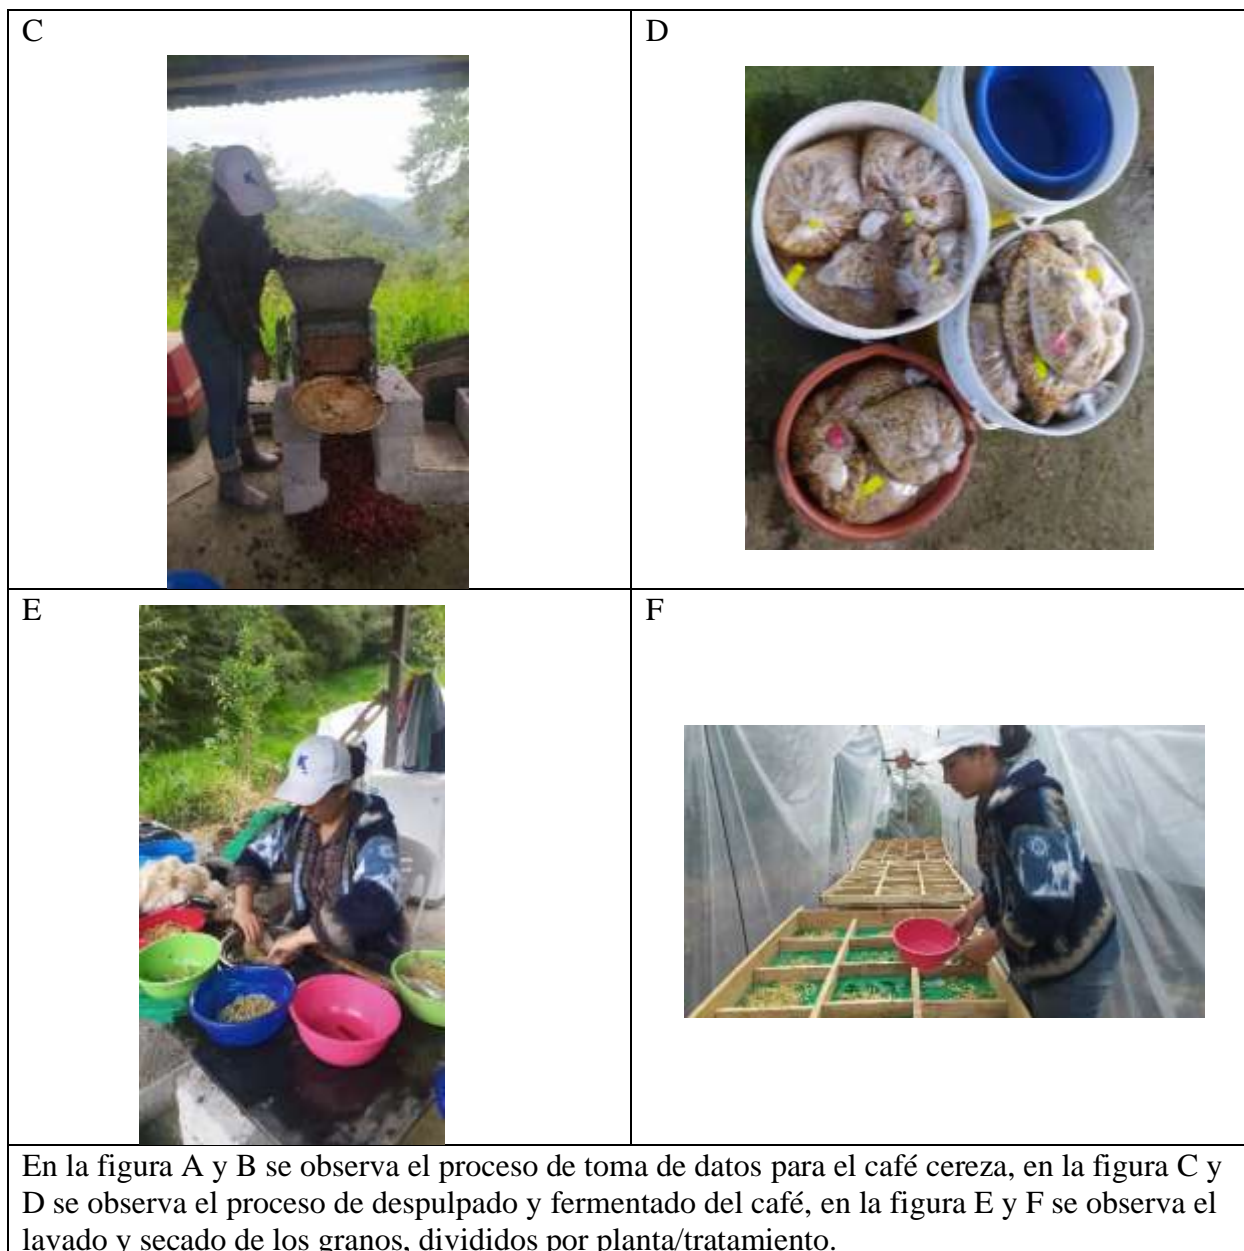 C
D
E
F
En la figura A y B se observa el proceso de toma de datos para el café cereza, en la figura C y
D se observa el proceso de despulpado y fermentado del café, en la figura E y F se observa el
lavado y secado de los granos, divididos por planta/tratamiento.